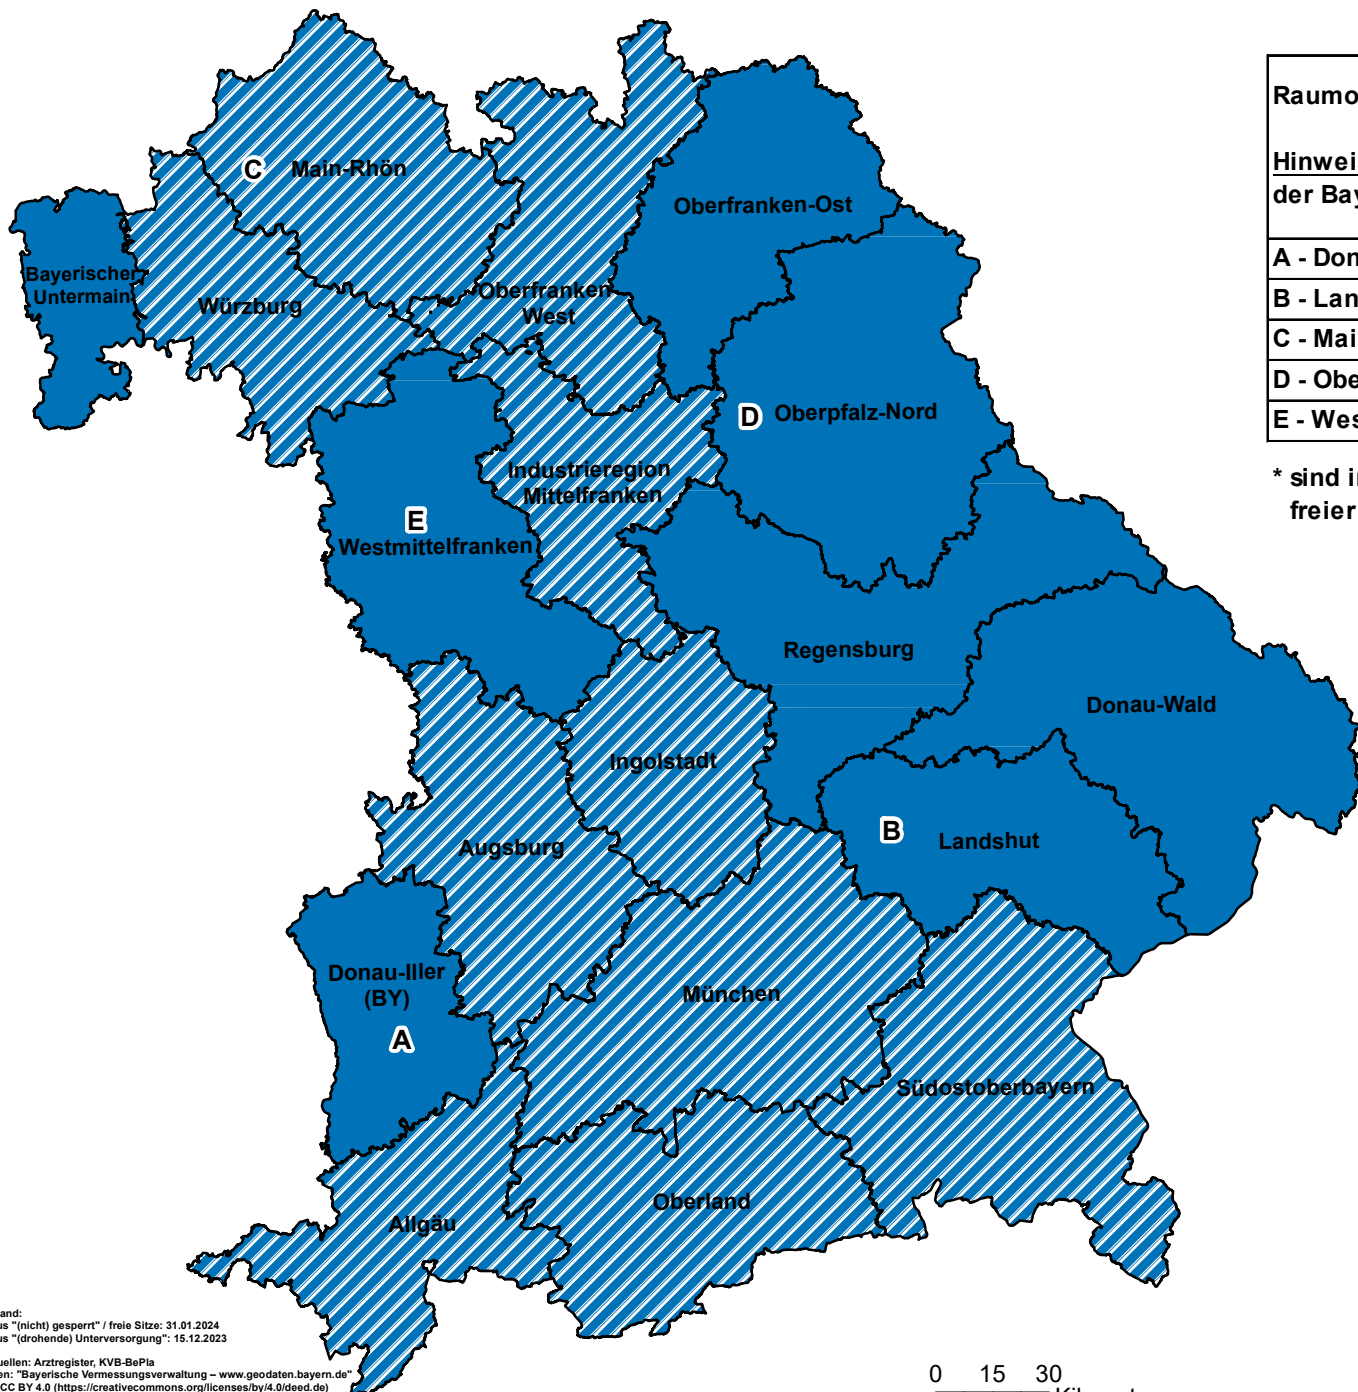 Raumo
Hinwei
der Bay
A - Don
B - Lan
C - Mai
D - Obe
E - Wes
* sind in
freier
C
Main-Rhön
Oberfranken-Ost
Bayerischer
Untermain
Würzburg
Oberfranken
West
D
Oberpfalz-Nord
Industrieregion
Mittelfranken
E
Westmittelfranken
Regensburg
Donau-Wald
Ingolstadt
B
Landshut
Augsburg
Donau-Iller
(BY)
A
München
Südostoberbayern
Oberland
Allgäu
and:
us "(nicht) gesperrt" / freie Sitze: 31.01.2024
us "(drohende) Unterversorgung": 15.12.2023
uellen: Arztregister, KVB-BePla
en: "Bayerische Vermessungsverwaltung – www.geodaten.bayern.de"
CC BY 4.0 (https://creativecommons.org/licenses/by/4.0/deed.de)
0 15 30